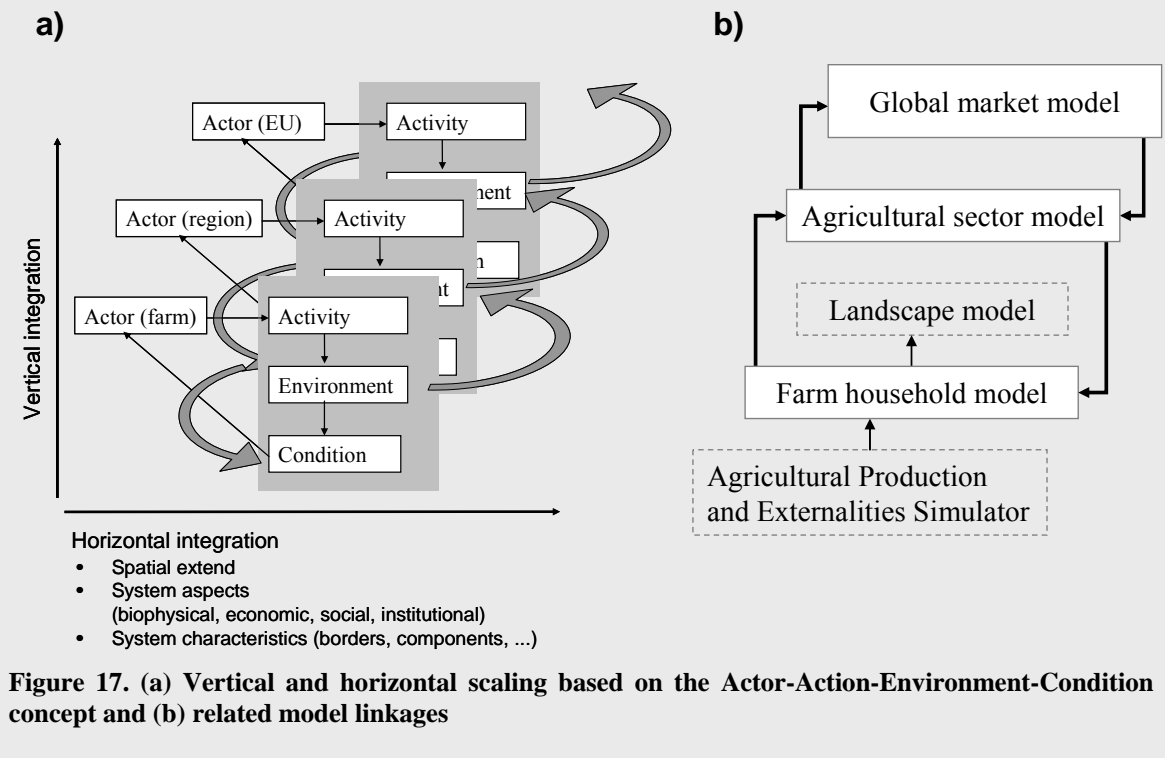 a)
Vertical integration
Actor (EU)
Activity
nent
Actor (region)
Activity
n
nt
Actor (farm)
Activity
Environment
Condition
Horizontal integration
• Spatial extend
• System aspects
(biophysical, economic, social, institutional)
• System characteristics (borders, components, ...)
b)
Global market model
Agricultural sector model
Landscape model
Farm household model
Agricultural Production
and Externalities Simulator
Figure 17. (a) Vertical and horizontal scaling based on the Actor-Action-Environment-Condition
concept and (b) related model linkages